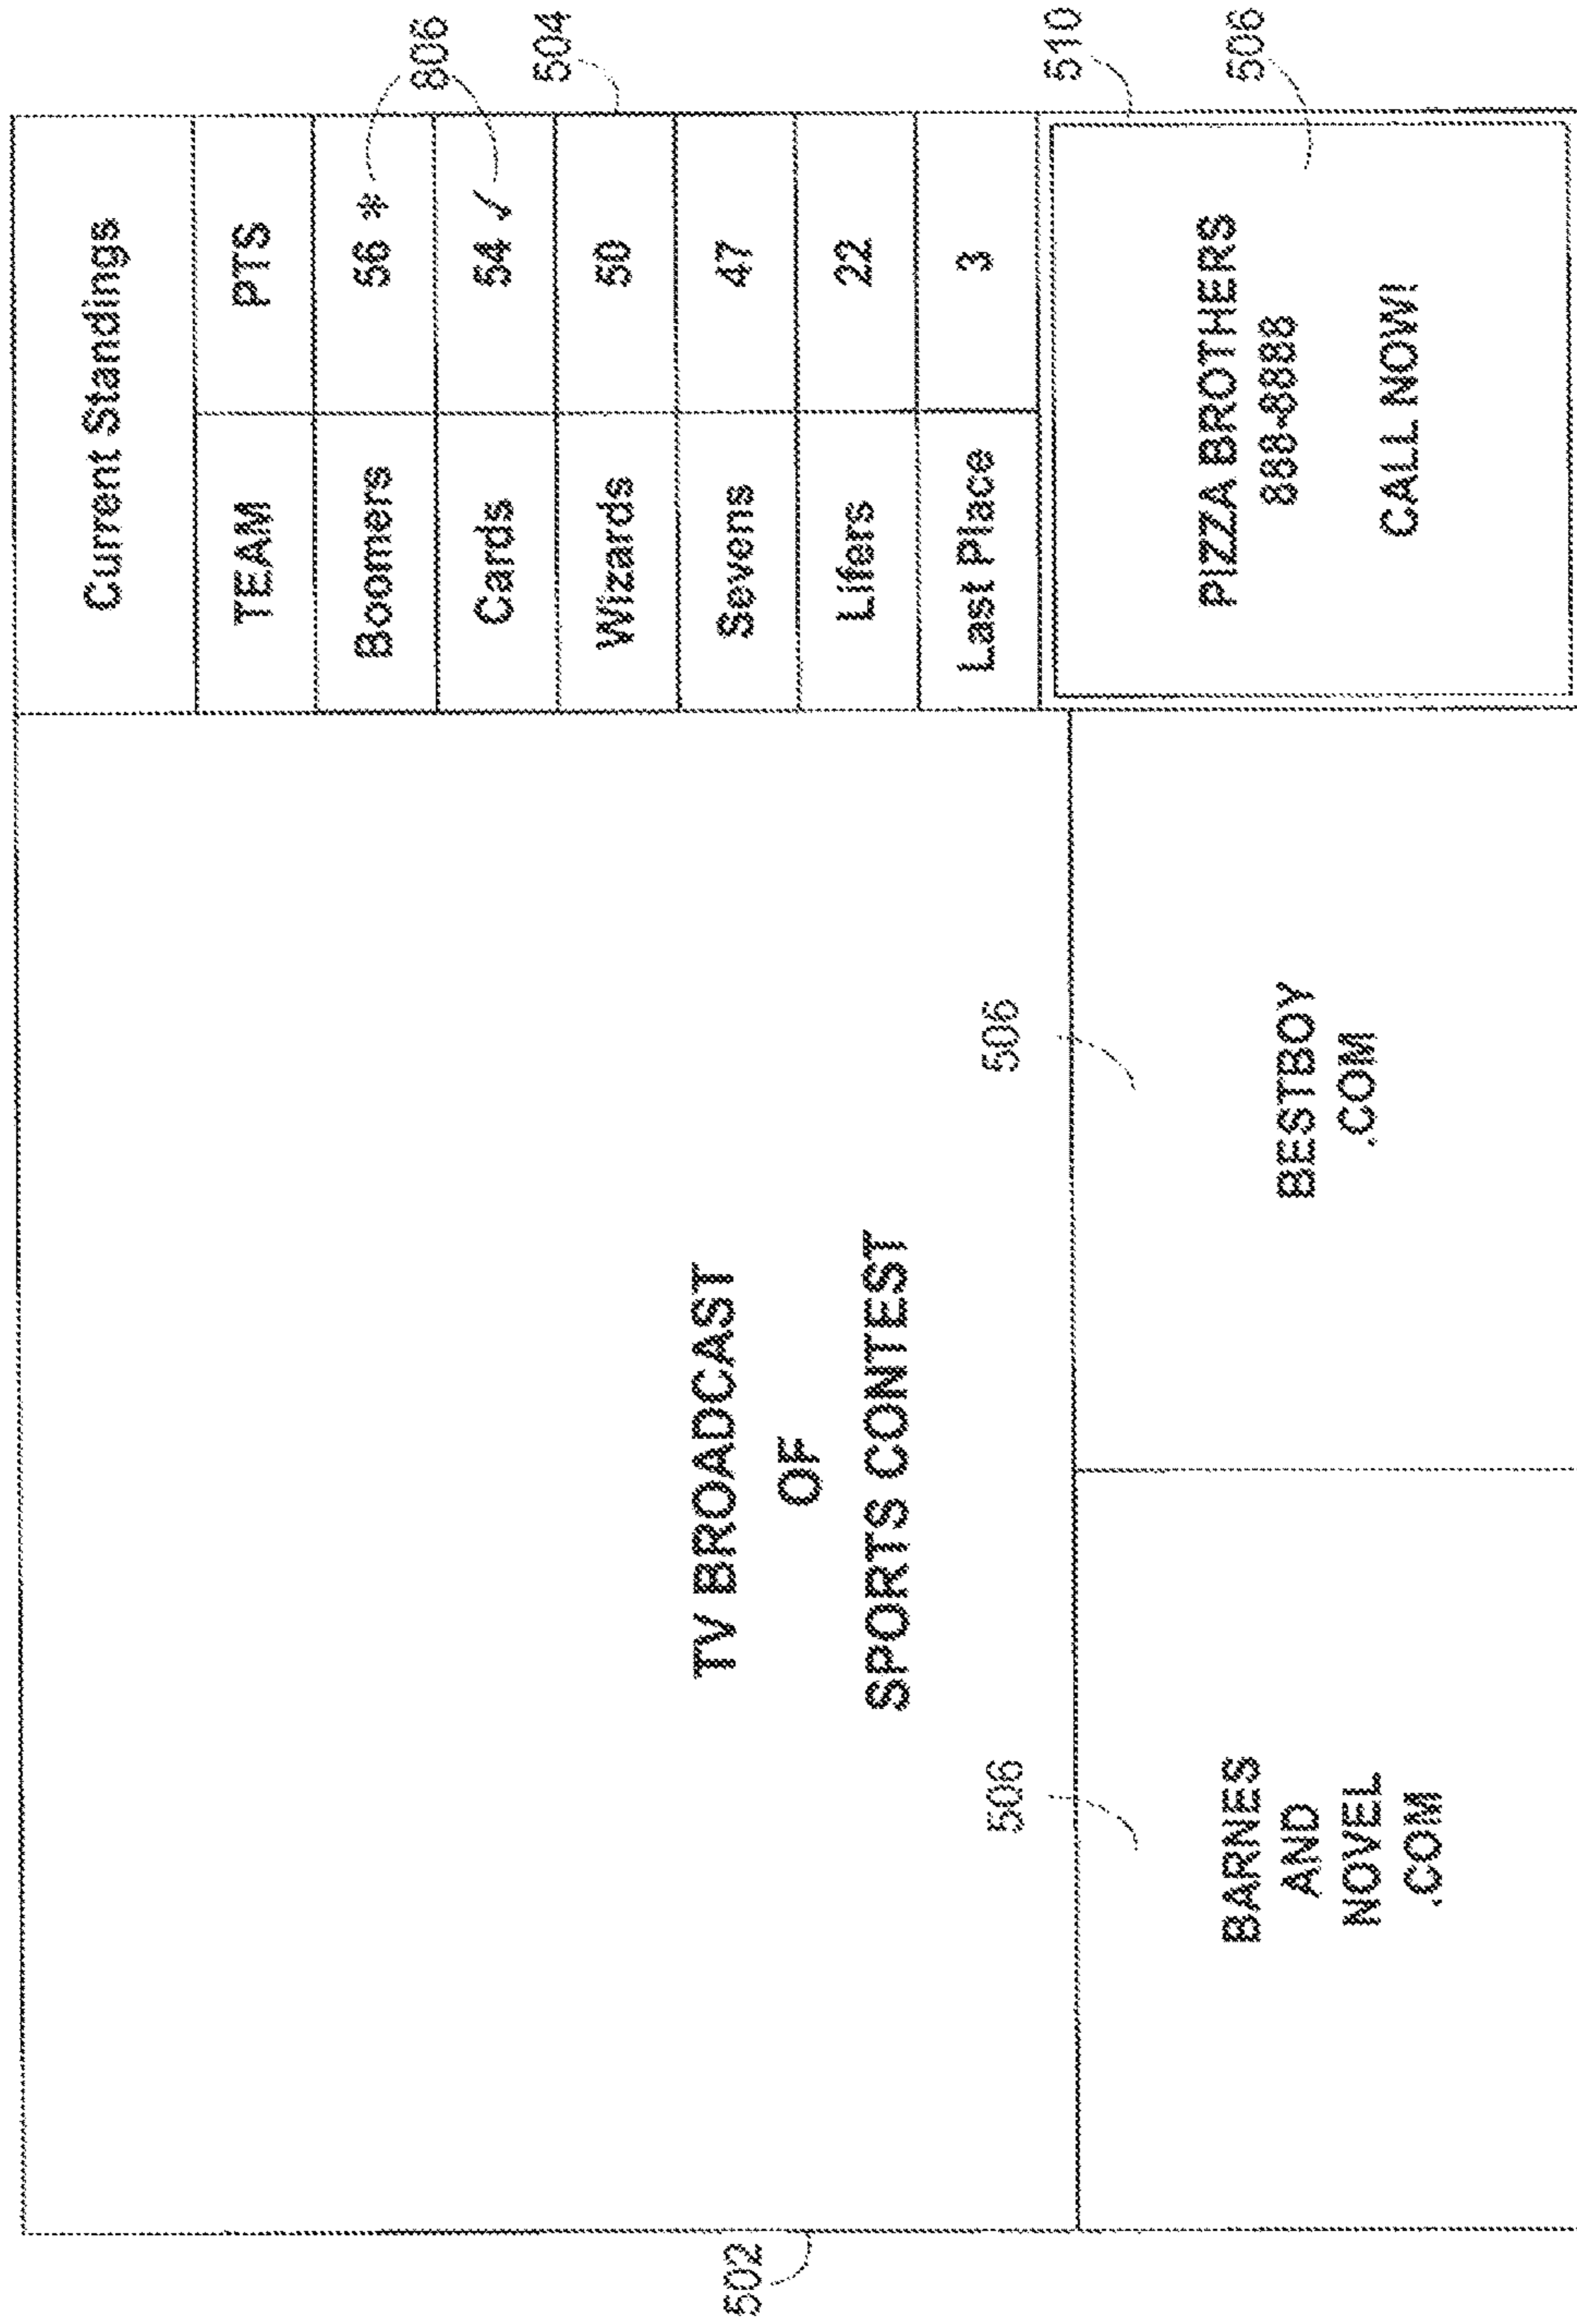 502
TV BROADCAST
OF
SPORTS CONTEST
Current Standings
TEAM PTS
Boomers 56 *
Cards 54 ✓
Wizards 50
Sevens 47
Lifers 22
Last Place 3
806
504
506
BARNES
AND
NOVEL
.COM
506
BESTBOY
.COM
PIZZA BROTHERS
888-8888
CALL NOW!
510
506